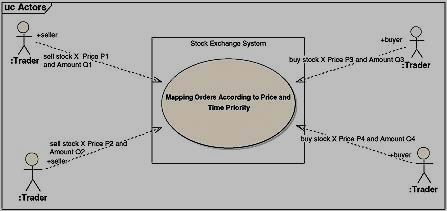 uc Actors
+seller
:Trader
sell stock X Price P1
and Amount Q1
Stock Exchange System
Mapping Orders According to Price and
Time Priority
+buyer
:Trader
buy stock X Price P3 and Amount Q3
sell stock X Price P2 and
Amount Q2
+seller
:Trader
buy stock X Price P4 and Amount Q4
+buyer
:Trader